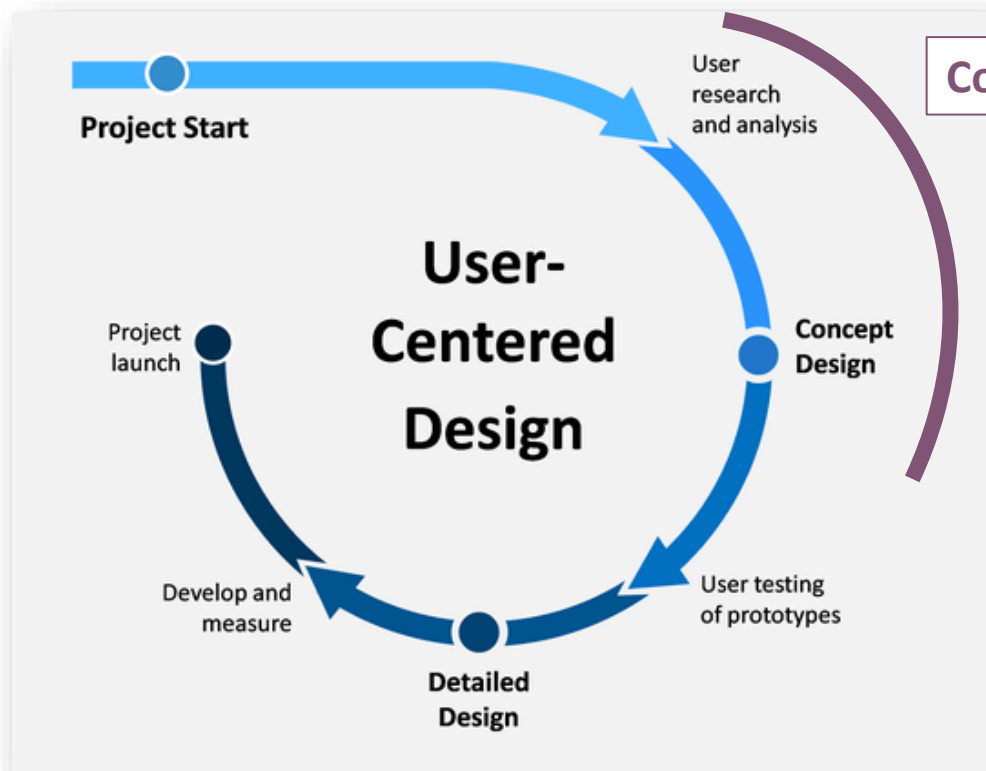 Project Start
User
research
and analysis
Co
User-
Centered
Design
Concept
Design
Project
launch
User testing
of prototypes
Develop and
measure
Detailed
Design